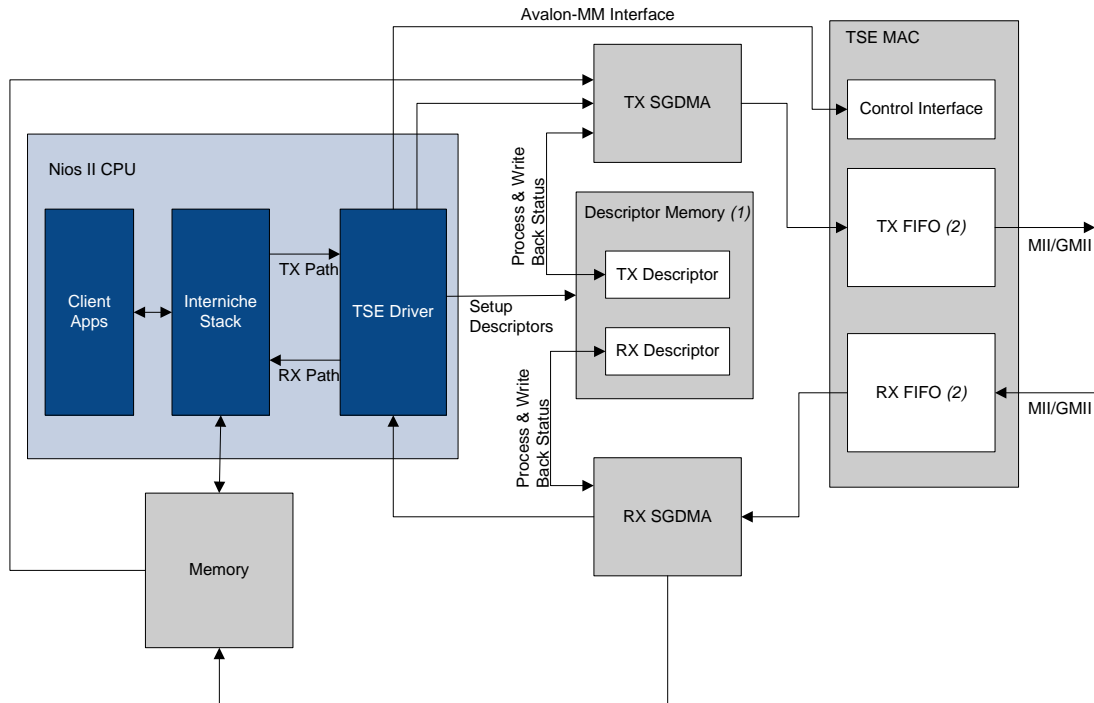 Avalon-MM Interface
TSE MAC
TX SGDMA
Control Interface
Nios II CPU
Process & Write
Back Status
Descriptor Memory (1)
TX FIFO (2)
MII/GMII
TX Path
TX Descriptor
Client
Apps
Interniche
Stack
TSE Driver
Setup
Descriptors
RX Descriptor
RX Path
RX FIFO (2)
MII/GMII
Process & Write
Back Status
RX SGDMA
Memory